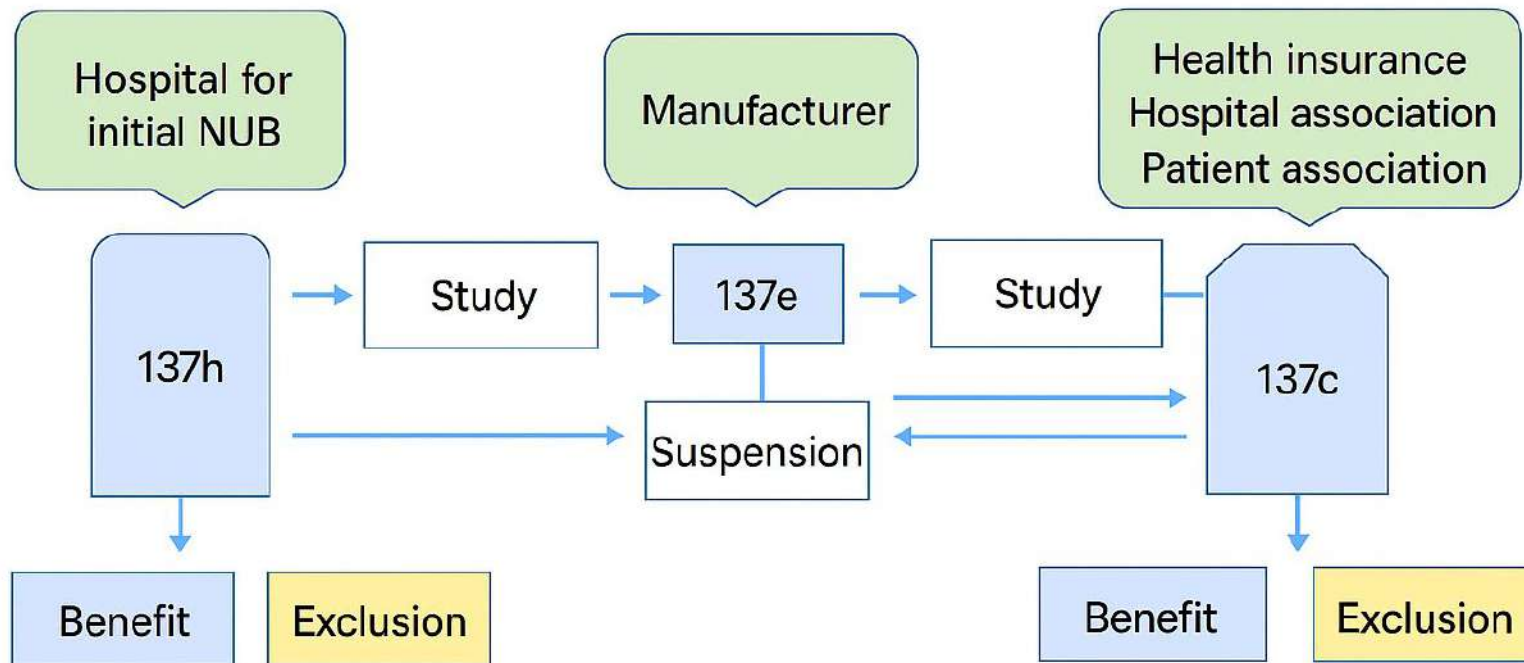 Hospital for
initial NUB
Manufacturer
Health insurance
Hospital association
Patient association
137h
Study
137e
Study
137c
Suspension
Benefit
Exclusion
Benefit
Exclusion